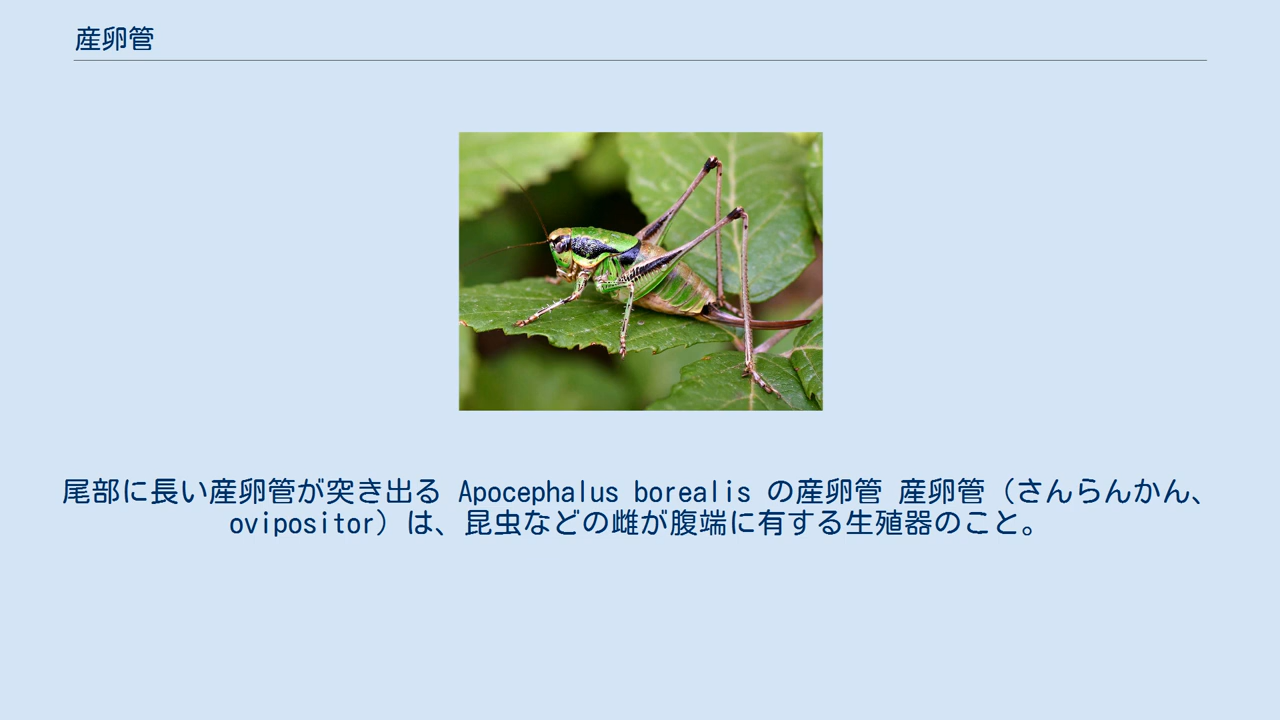 産卵管
尾部に長い産卵管が突き出る Apocephalus borealis の産卵管 産卵管（さんらんかん、
ovipositor）は、昆虫などの雌が腹端に有する生殖器のこと。